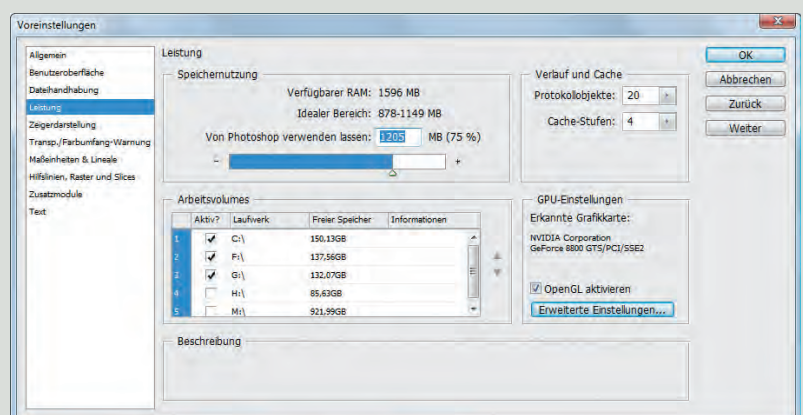 Voreinstellungen
Allgemein
Benutzeroberfläche
Dateihandhabung
Leistung
Zeigerdarstellung
Transp./Farbumfang-Warnung
Maßeinheiten & Lineale
Hilfslinien, Raster und Slices
Zusatzmodule
Text
Leistung
Speichernutzung
Verfügbarer RAM: 1596 MB
Idealer Bereich: 878-1149 MB
Von Photoshop verwenden lassen: 1205 MB (75 %)
- +
Verlauf und Cache
Protokollobjekte: 20
Cache-Stufen: 4
OK
Abbrechen
Zurück
Weiter
Arbeitsvolumes
Aktiv? Laufwerk Freier Speicher Informationen
1 C:\ 150,13GB
2 F:\ 137,56GB
3 G:\ 132,07GB
4 H:\ 85,63GB
5 M:\ 921,99GB
GPU-Einstellungen
Erkannte Grafikkarte:
NVIDIA Corporation
GeForce 8800 GTS/PCI/SSE2
OpenGL aktivieren
Erweiterte Einstellungen...
Beschreibung